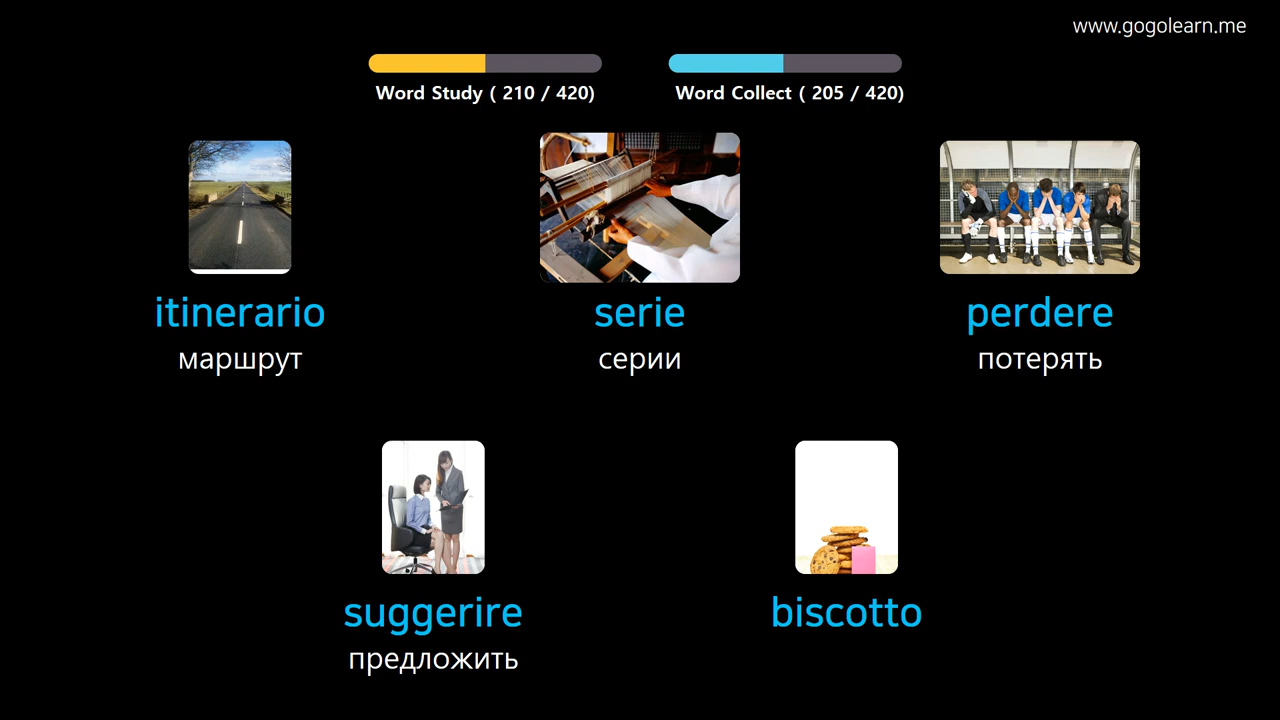 www.gogolearn.me
Word Study ( 210 / 420)
Word Collect ( 205 / 420)
itinerario
маршрут
serie
серии
perdere
потерять
suggerire
предложить
biscotto